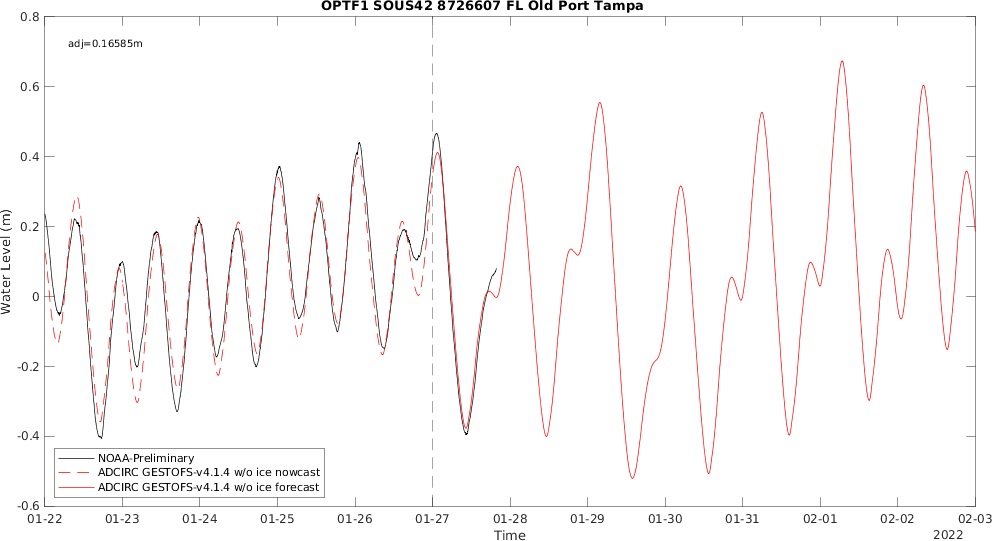 OPTF1 SOUS42 8726607 FL Old Port Tampa
adj=0.16585m
Water Level (m)
0.8
0.6
0.4
0.2
0
-0.2
-0.4
-0.6
NOAA-Preliminary
ADCIRC GESTOFS-v4.1.4 w/o ice nowcast
ADCIRC GESTOFS-v4.1.4 w/o ice forecast
01-22 01-23 01-24 01-25 01-26 01-27 01-28 01-29 01-30 01-31 02-01 02-02 02-03
Time
2022